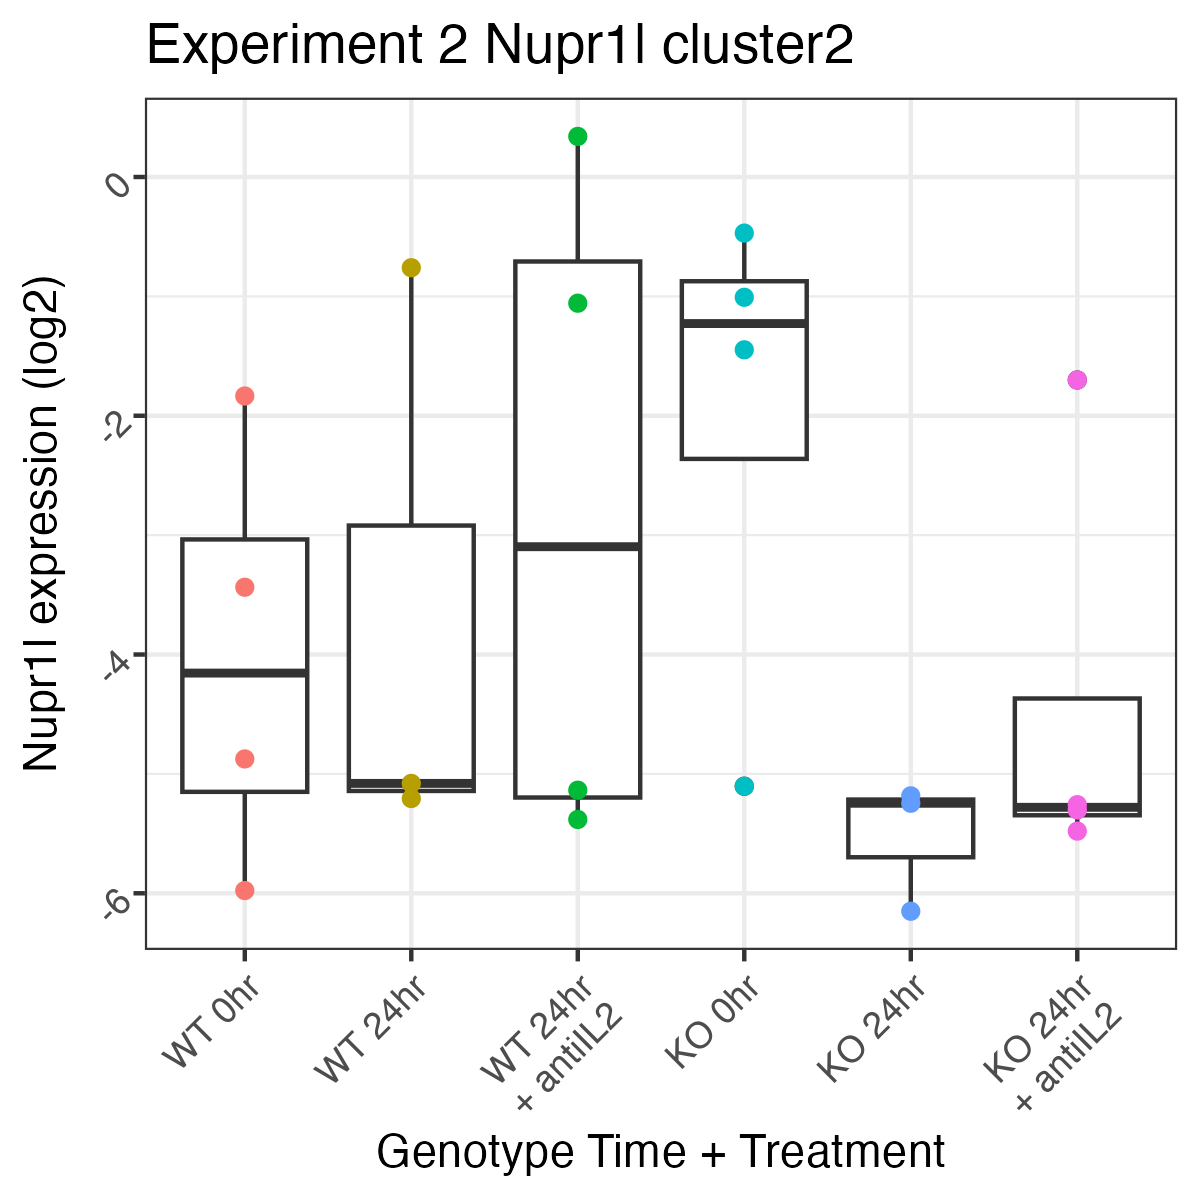 Experiment 2 Nupr1l cluster2
Nupr1l expression (log2)
0
-2
-4
-6
WT 0hr
WT 24hr
WT 24hr
+ antiIL2
KO 0hr
KO 24hr
KO 24hr
+ antiIL2
Genotype Time + Treatment